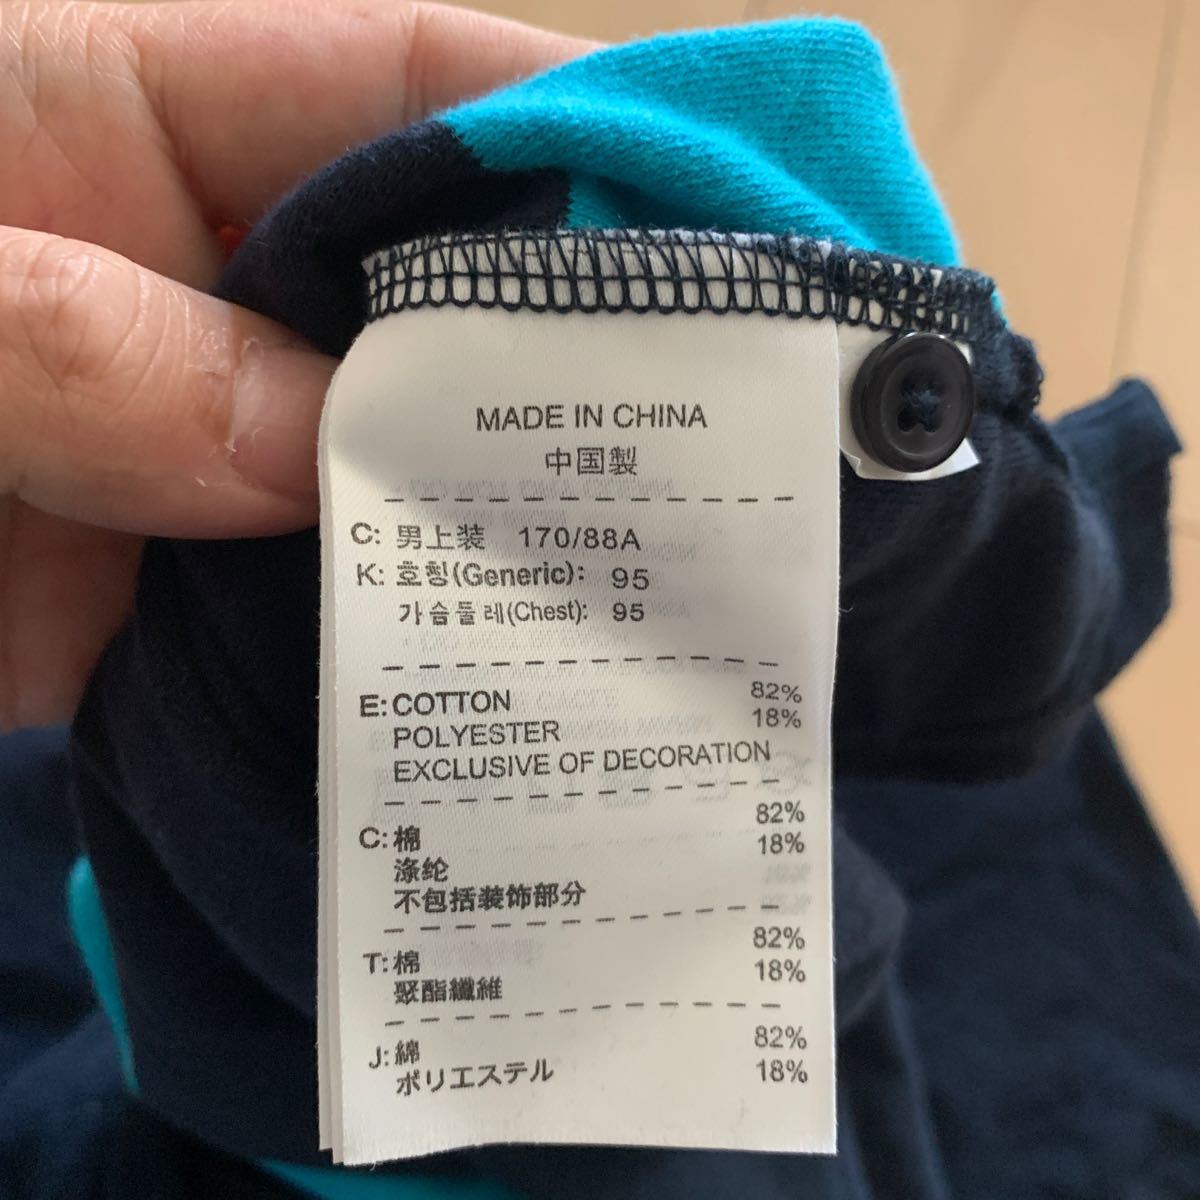 MADE IN CHINA
中国製
C: 男上装 170/88A
K: 호칭(Generic): 95
가슴둘레(Chest): 95
E: COTTON 82%
POLYESTER 18%
EXCLUSIVE OF DECORATION
C: 棉 82%
涤纶 18%
不包括装饰部分
T: 棉 82%
聚酯纖維 18%
J: 綿 82%
ポリエステル 18%